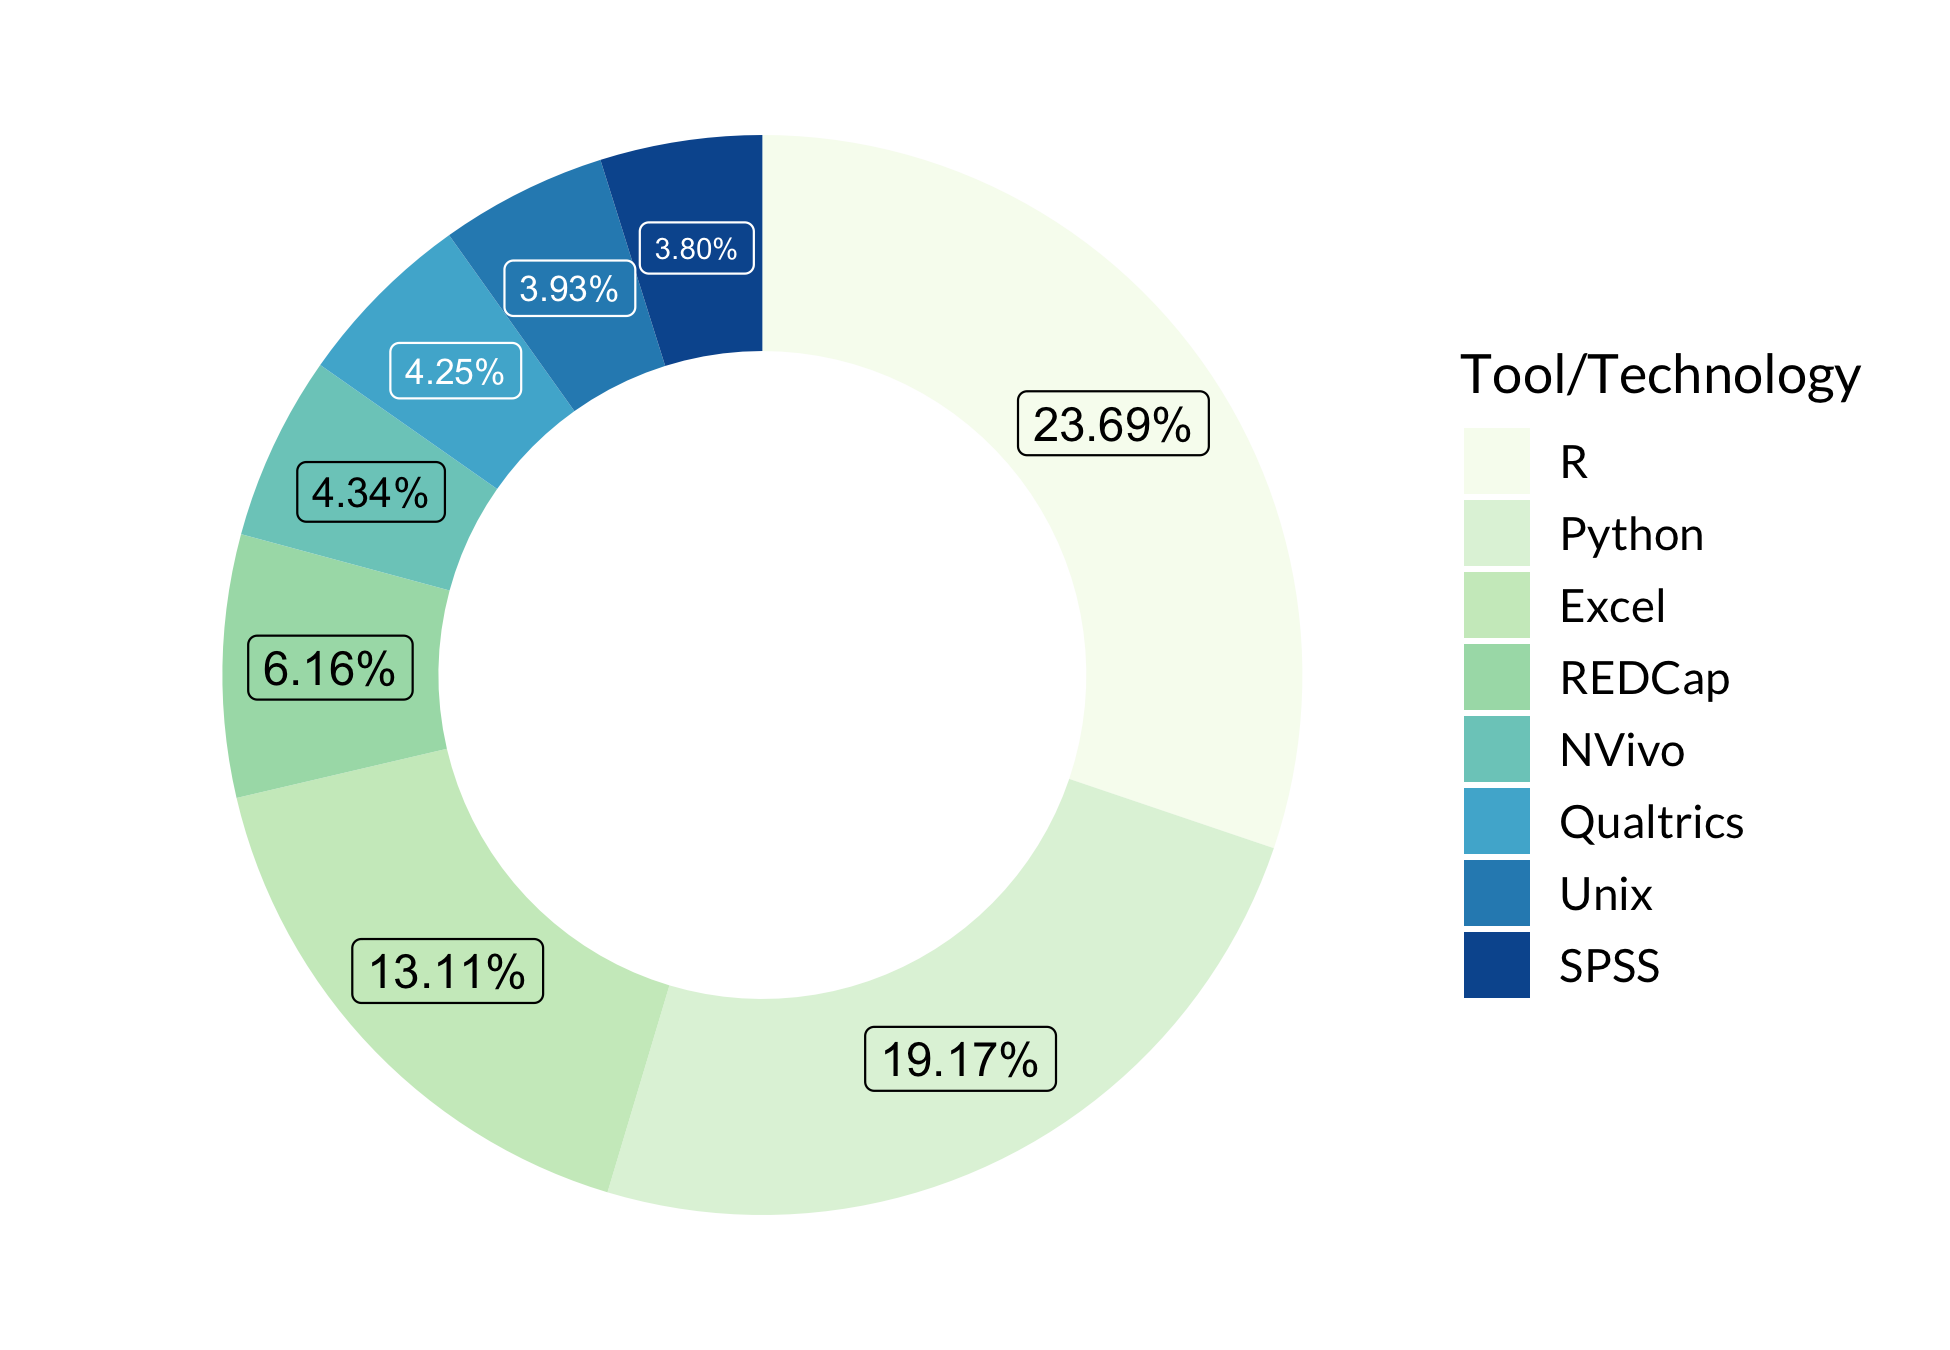 3.80%
3.93%
4.25%
23.69%
4.34%
6.16%
13.11%
19.17%
Tool/Technology
R
Python
Excel
REDCap
NVivo
Qualtrics
Unix
SPSS